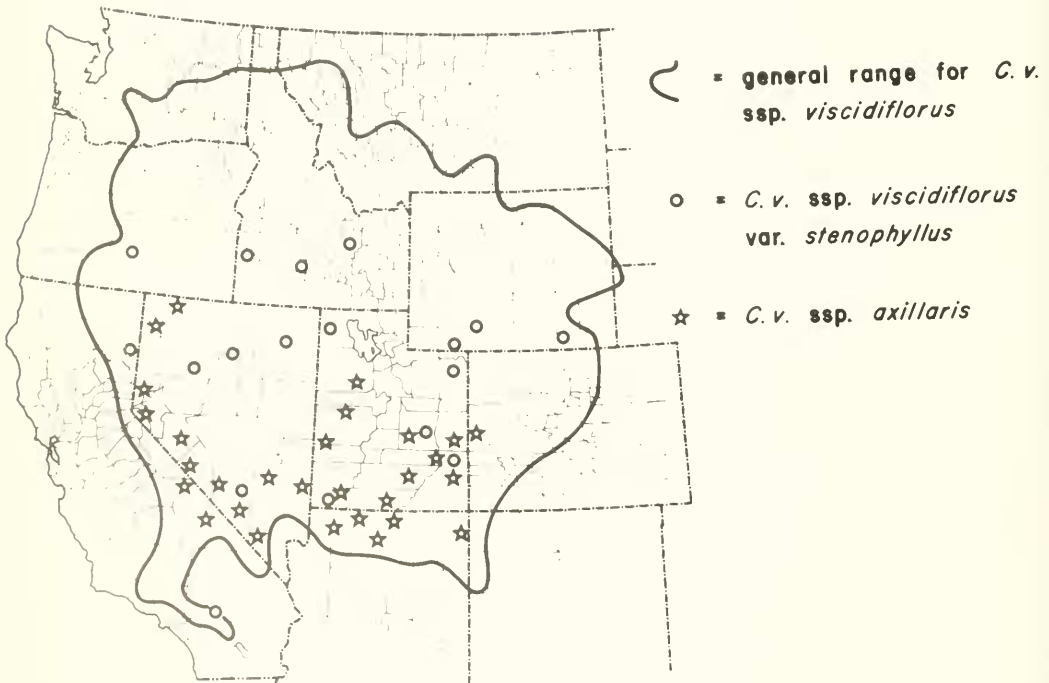 = general range for C. v.
ssp. viscidiflorus
= C. v. ssp. viscidiflorus
var. stenophyllus
= C. v. ssp. axillaris